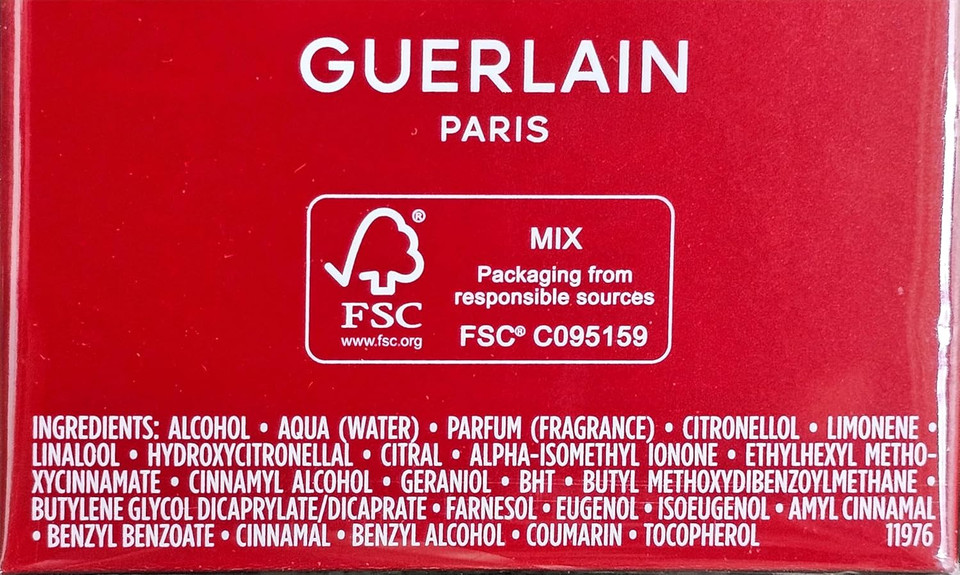 GUERLAIN
PARIS
®
FSC
www.fsc.org
MIX
Packaging from
responsible sources
FSC® C095159
INGREDIENTS: ALCOHOL • AQUA (WATER) • PARFUM (FRAGRANCE) • CITRONELLOL • LIMONENE •
LINALOOL • HYDROXYCITRONELLAL • CITRAL • ALPHA-ISOMETHYL IONONE • ETHYLHEXYL METHO-
XYCINNAMATE • CINNAMYL ALCOHOL • GERANIOL • BHT • BUTYL METHOXYDIBENZOYLMETHANE •
BUTYLENE GLYCOL DICAPRYLATE/DICAPRATE • FARNESOL • EUGENOL • ISOEUGENOL • AMYL CINNAMAL
• BENZYL BENZOATE • CINNAMAL • BENZYL ALCOHOL • COUMARIN • TOCOPHEROL 11976